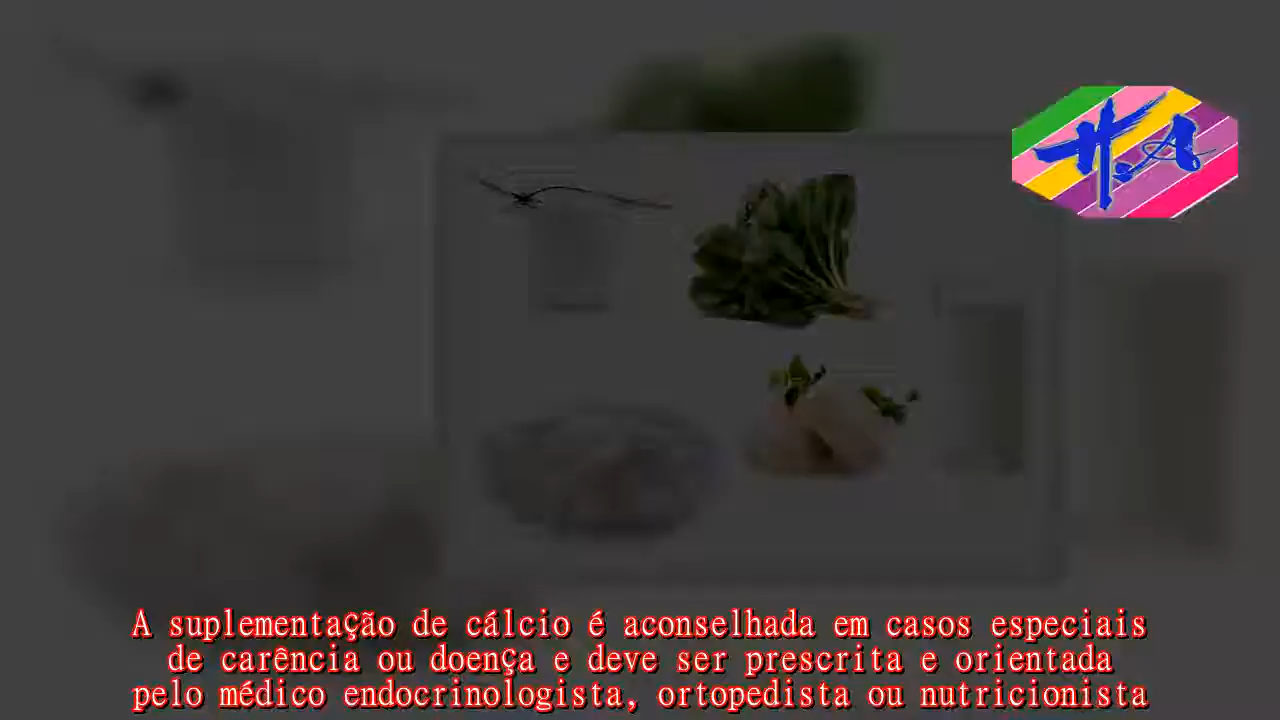 H.A
A suplementação de cálcio é aconselhada em casos especiais
de carência ou doença e deve ser prescrita e orientada
pelo médico endocrinologista, ortopedista ou nutricionista